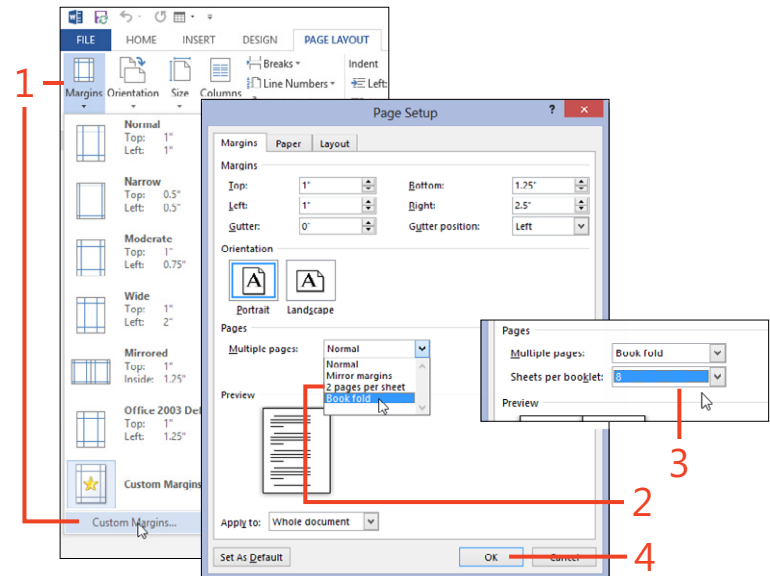 FILE HOME INSERT DESIGN PAGE LAYOUT
Breaks Indent
Line Numbers Left:
Margins Orientation Size Columns
1
Normal
Top: 1"
Left: 1"
Narrow
Top: 0.5"
Left: 0.5"
Moderate
Top: 1"
Left: 0.75"
Wide
Top: 1"
Left: 2"
Mirrored
Top: 1"
Inside: 1.25"
Office 2003 Def
Top: 1"
Left: 1.25"
Custom Margins
Custom Margins...
Page Setup
? ×
Margins Paper Layout
Margins
Top: 1" Bottom: 1.25"
Left: 1" Right: 2.5"
Gutter: 0" Gutter position: Left
Orientation
A A
Portrait Landscape
Pages
Multiple pages: Normal
Normal
Mirror margins
2 pages per sheet
Book fold
Preview
2
Apply to: Whole document
Set As Default OK Cancel
4
Pages
Multiple pages: Book fold
Sheets per booklet: 8
Preview
3